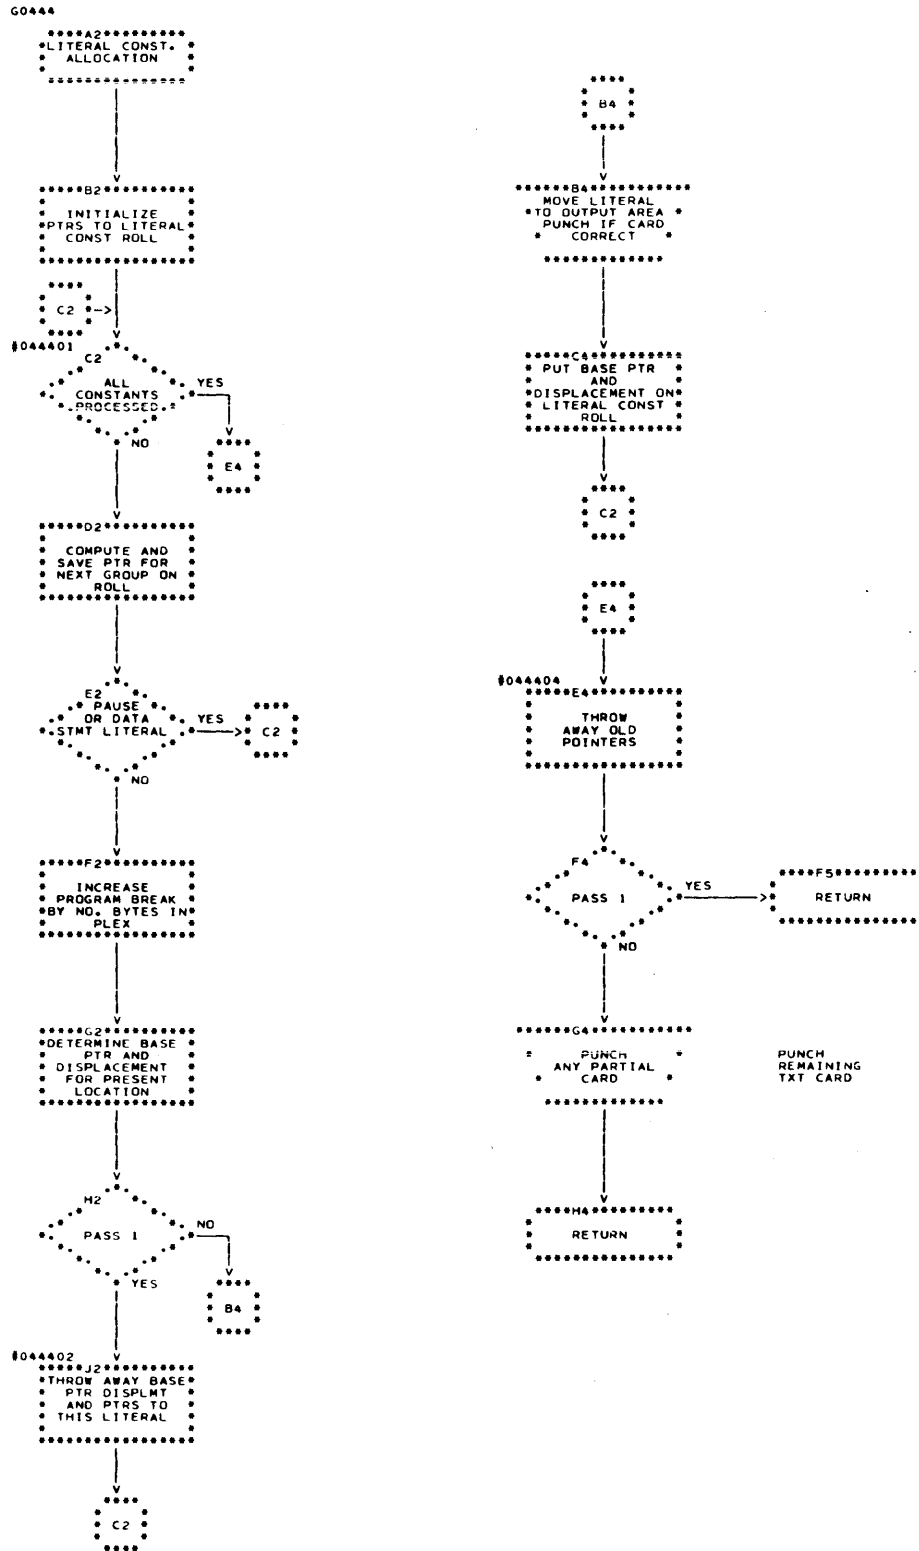 G0444
A2
LITERAL CONST.
ALLOCATION
B2
INITIALIZE
PTRS TO LITERAL
CONST ROLL
C2
#044401
C2
ALL
CONSTANTS
PROCESSED
YES
NO
E4
D2
COMPUTE AND
SAVE PTR FOR
NEXT GROUP ON
ROLL
E2
PAUSE
OR DATA
STMT LITERAL
YES
C2
NO
F2
INCREASE
PROGRAM BREAK
BY NO. BYTES IN
PLEX
G2
DETERMINE BASE
PTR AND
DISPLACEMENT
FOR PRESENT
LOCATION
H2
PASS 1
NO
YES
B4
#044402
J2
THROW AWAY BASE
PTR DISPLMT
AND PTRS TO
THIS LITERAL
C2
B4
B4
MOVE LITERAL
TO OUTPUT AREA
PUNCH IF CARD
CORRECT
C4
PUT BASE PTR
AND
DISPLACEMENT ON
LITERAL CONST
ROLL
C2
E4
#044404
E4
THROW
AWAY OLD
POINTERS
F4
PASS 1
YES
NO
F5
RETURN
G4
PUNCH
ANY PARTIAL
CARD
PUNCH
REMAINING
TXT CARD
H4
RETURN